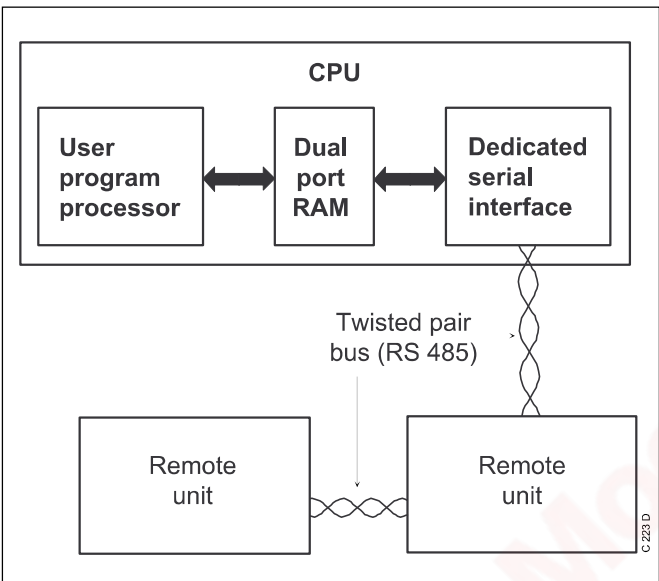 CPU
User
program
processor
Dual
port
RAM
Dedicated
serial
interface
Twisted pair
bus (RS 485)
Remote
unit
Remote
unit
C 223 D